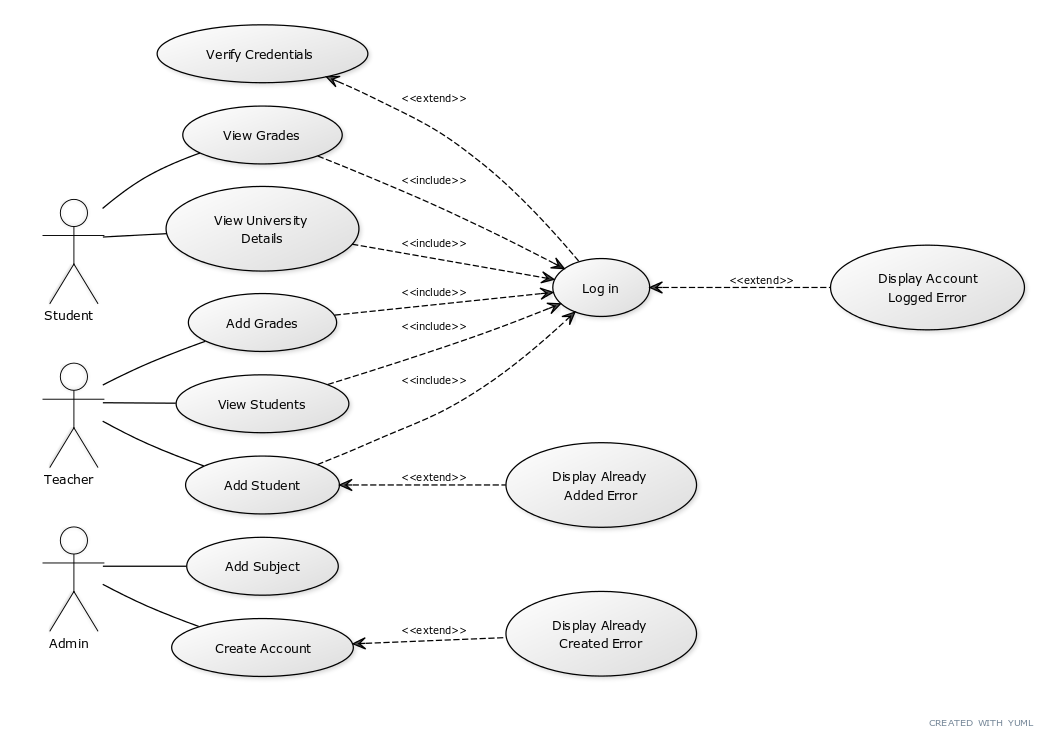 Verify Credentials
<<extend>>
View Grades
<<include>>
View University
Details
<<include>>
Student
Add Grades
<<include>>
Log in
<<extend>>
Display Account
Logged Error
<<include>>
View Students
<<include>>
Teacher
Add Student
<<extend>>
Display Already
Added Error
Add Subject
Admin
Create Account
<<extend>>
Display Already
Created Error
CREATED WITH YUML